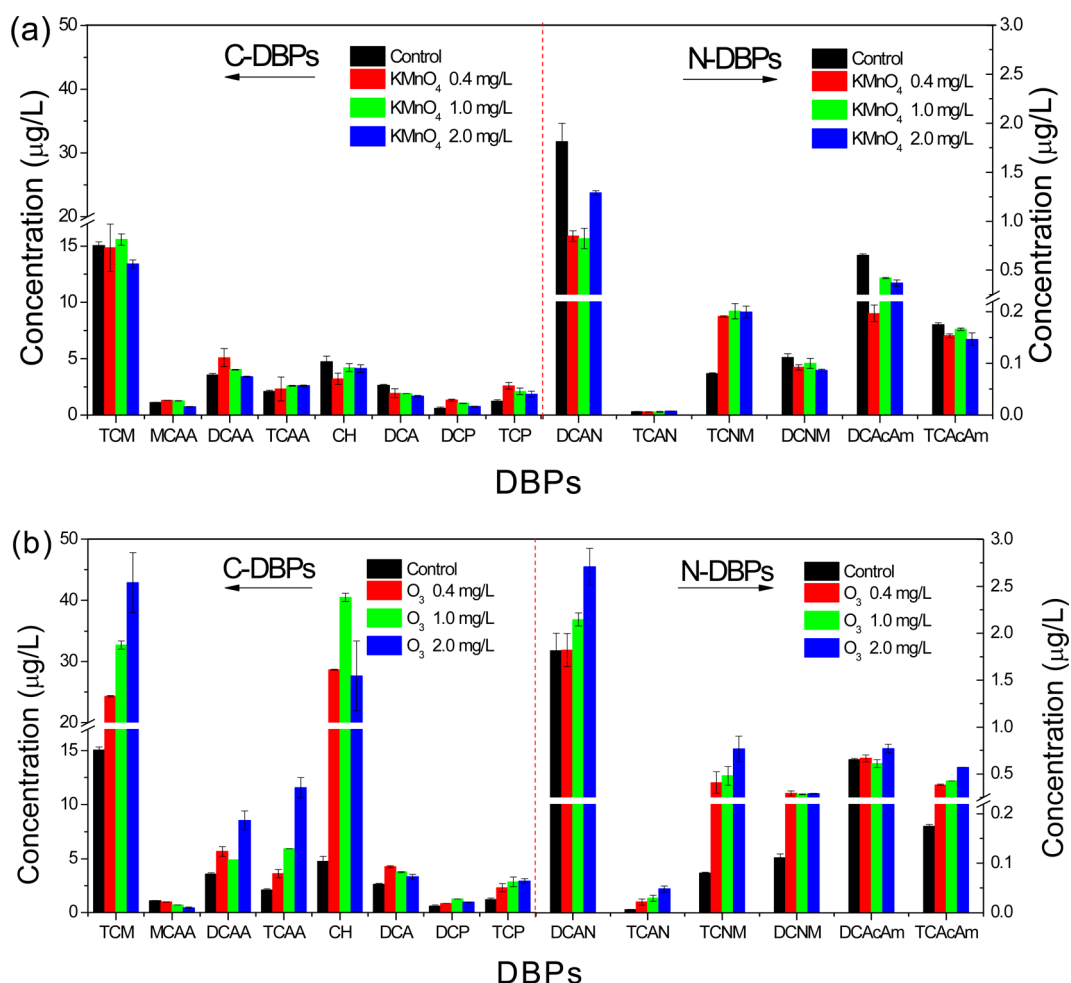 (a)
C-DBPs
N-DBPs
Control
KMnO4 0.4 mg/L
KMnO4 1.0 mg/L
KMnO4 2.0 mg/L
Control
KMnO4 0.4 mg/L
KMnO4 1.0 mg/L
KMnO4 2.0 mg/L
Concentration (μg/L)
50
40
30
20
15
10
5
0
3.0
2.5
2.0
1.5
1.0
0.5
0.2
0.1
0.0
Concentration (μg/L)
TCM MCAA DCAA TCAA CH DCA DCP TCP DCAN TCAN TCNM DCNM DCAcAm TCAcAm
DBPs
(b)
C-DBPs
N-DBPs
Control
O3 0.4 mg/L
O3 1.0 mg/L
O3 2.0 mg/L
Control
O3 0.4 mg/L
O3 1.0 mg/L
O3 2.0 mg/L
Concentration (μg/L)
50
40
30
20
15
10
5
0
3.0
2.5
2.0
1.5
1.0
0.5
0.2
0.1
0.0
Concentration (μg/L)
TCM MCAA DCAA TCAA CH DCA DCP TCP DCAN TCAN TCNM DCNM DCAcAm TCAcAm
DBPs